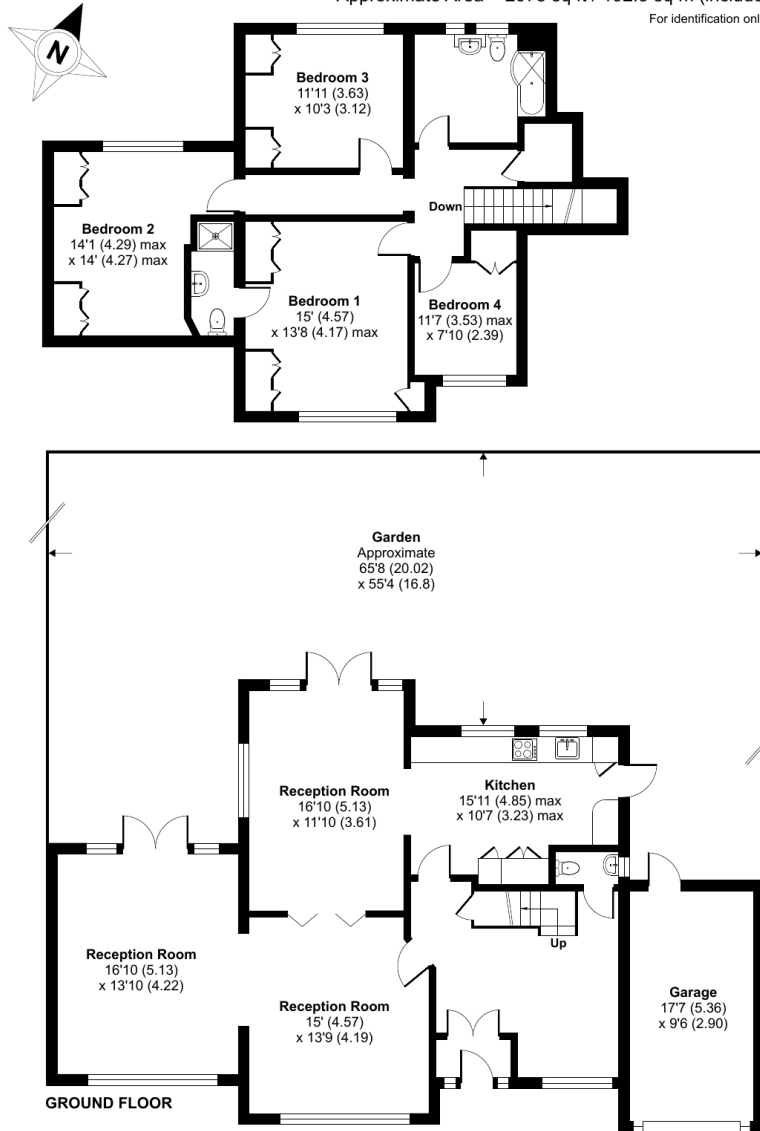 Approximate Area = sq ft / sq m
For identification
N
Bedroom 3
11'11 (3.63)
x 10'3 (3.12)
Bedroom 2
14'1 (4.29) max
x 14' (4.27) max
Down
Bedroom 1
15' (4.57)
x 13'8 (4.17) max
Bedroom 4
11'7 (3.53) max
x 7'10 (2.39)
Garden
Approximate
65'8 (20.02)
x 55'4 (16.8)
Reception Room
16'10 (5.13)
x 11'10 (3.61)
Kitchen
15'11 (4.85) max
x 10'7 (3.23) max
Up
Reception Room
16'10 (5.13)
x 13'10 (4.22)
Reception Room
15' (4.57)
x 13'9 (4.19)
Garage
17'7 (5.36)
x 9'6 (2.90)
GROUND FLOOR